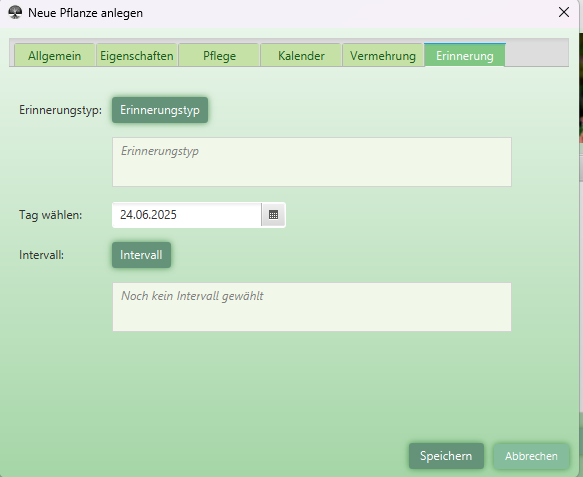 Neue Pflanze anlegen
Allgemein Eigenschaften Pflege Kalender Vermehrung Erinnerung
Erinnerungstyp: Erinnerungstyp
Erinnerungstyp
Tag wählen: 24.06.2025
Intervall: Intervall
Noch kein Intervall gewählt
Speichern Abbrechen